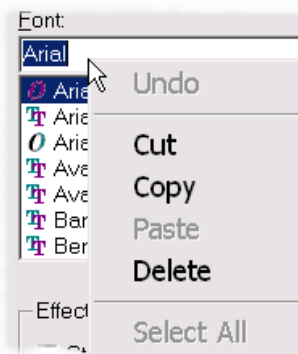 Font:
Arial
Aria
Aria
Aria
Ava
Ava
Bar
Ber
Effect
Undo
Cut
Copy
Paste
Delete
Select All